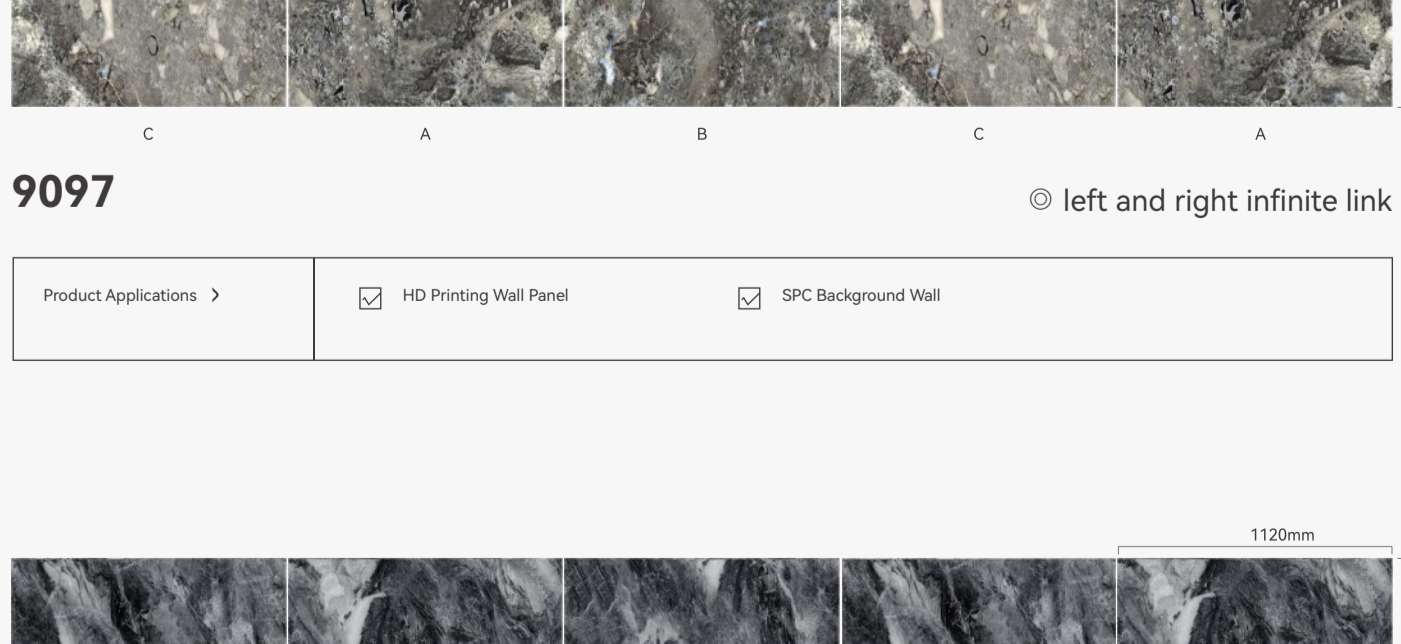 C A B C A
9097
◎ left and right infinite link
Product Applications > HD Printing Wall Panel SPC Background Wall
1120mm